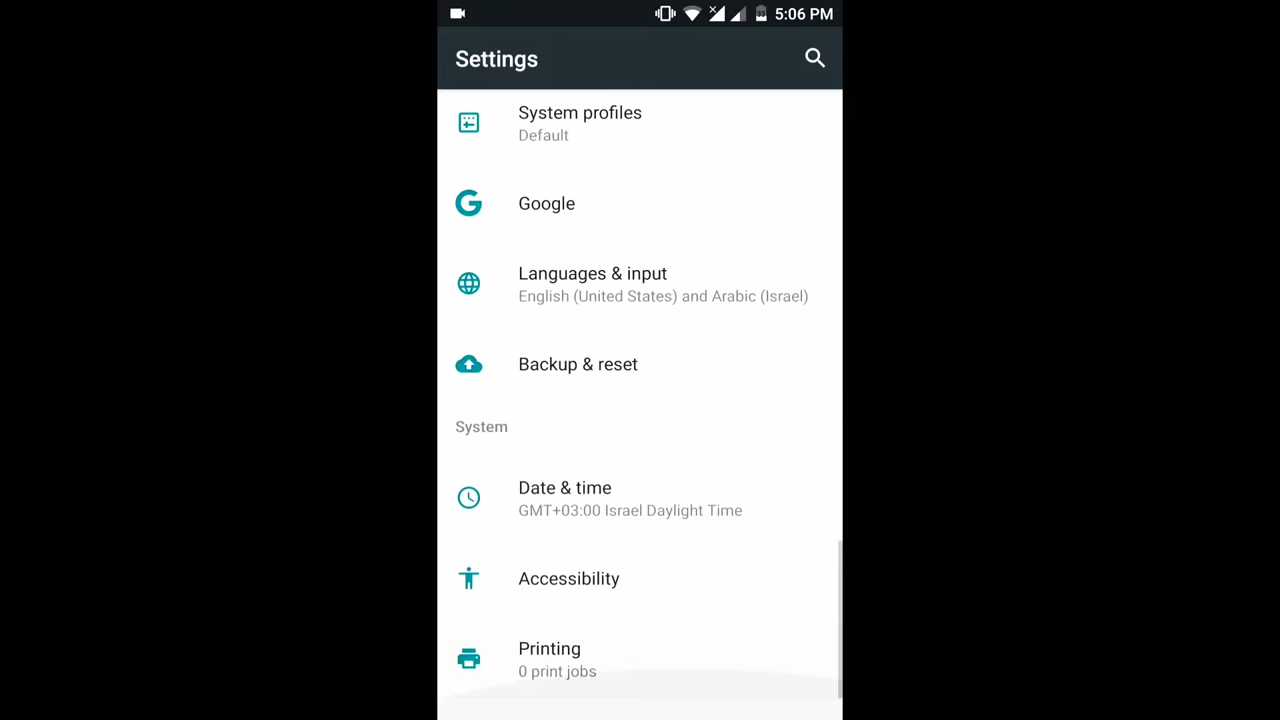 5:06 PM
Settings
System profiles
Default
Google
Languages & input
English (United States) and Arabic (Israel)
Backup & reset
System
Date & time
GMT+03:00 Israel Daylight Time
Accessibility
Printing
0 print jobs